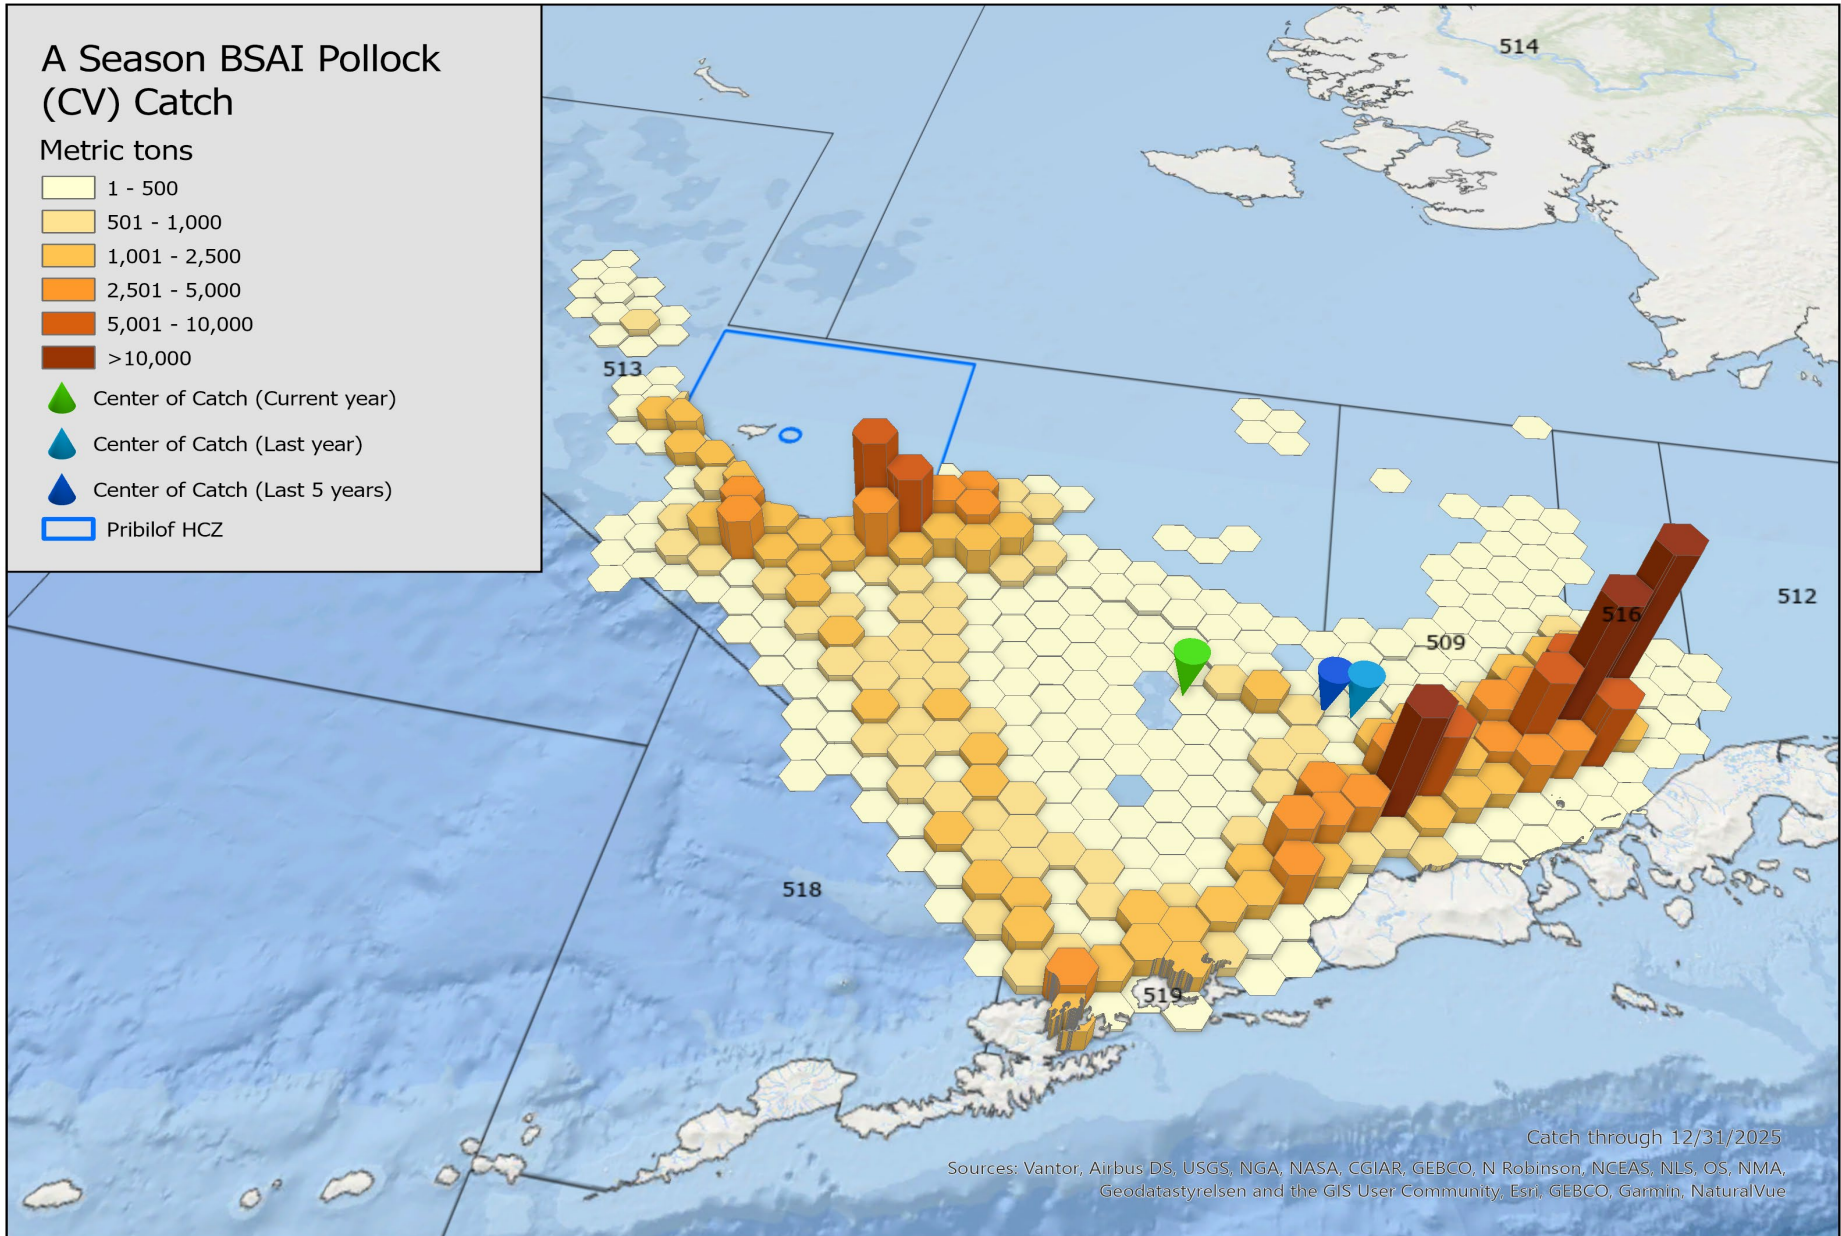 A Season BSAI Pollock
(CV) Catch
Metric tons
1 - 500
501 - 1,000
1,001 - 2,500
2,501 - 5,000
5,001 - 10,000
>10,000
Center of Catch (Current year)
Center of Catch (Last year)
Center of Catch (Last 5 years)
Pribilof HCZ
514
513
512
516
509
518
519
Catch through 12/31/2025
Sources: Vantor, Airbus DS, USGS, NGA, NASA, CGIAR, GEBCO, N Robinson, NCEAS, NLS, OS, NMA,
Geodatastyrelsen and the GIS User Community, Esri, GEBCO, Garmin, NaturalVue